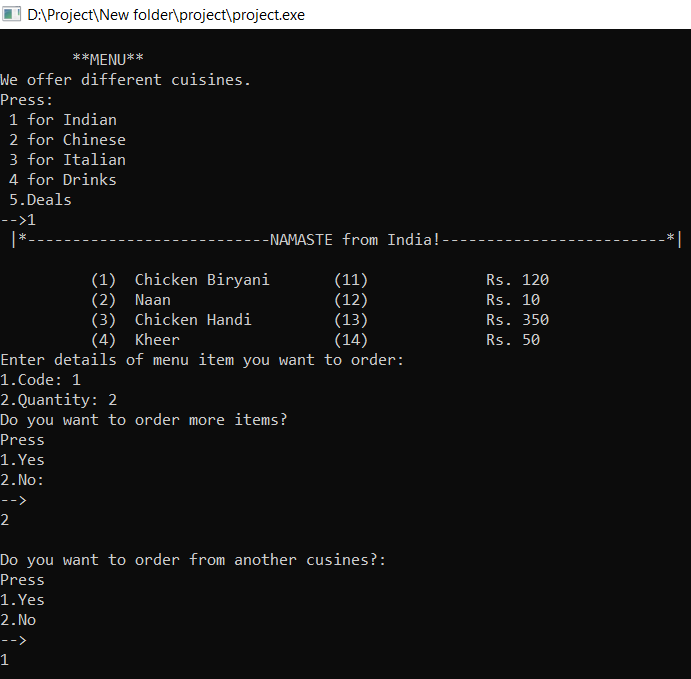 D:\Project\New folder\project\project.exe
**MENU**
We offer different cuisines.
Press:
1 for Indian
2 for Chinese
3 for Italian
4 for Drinks
5.Deals
-->1
|*---------------------------NAMASTE from India!-------------------------*|
(1)  Chicken Biryani       (11)             Rs. 120
(2)  Naan                  (12)             Rs. 10
(3)  Chicken Handi         (13)             Rs. 350
(4)  Kheer                 (14)             Rs. 50
Enter details of menu item you want to order:
1.Code: 1
2.Quantity: 2
Do you want to order more items?
Press
1.Yes
2.No:
-->
2
Do you want to order from another cusines?:
Press
1.Yes
2.No
-->
1